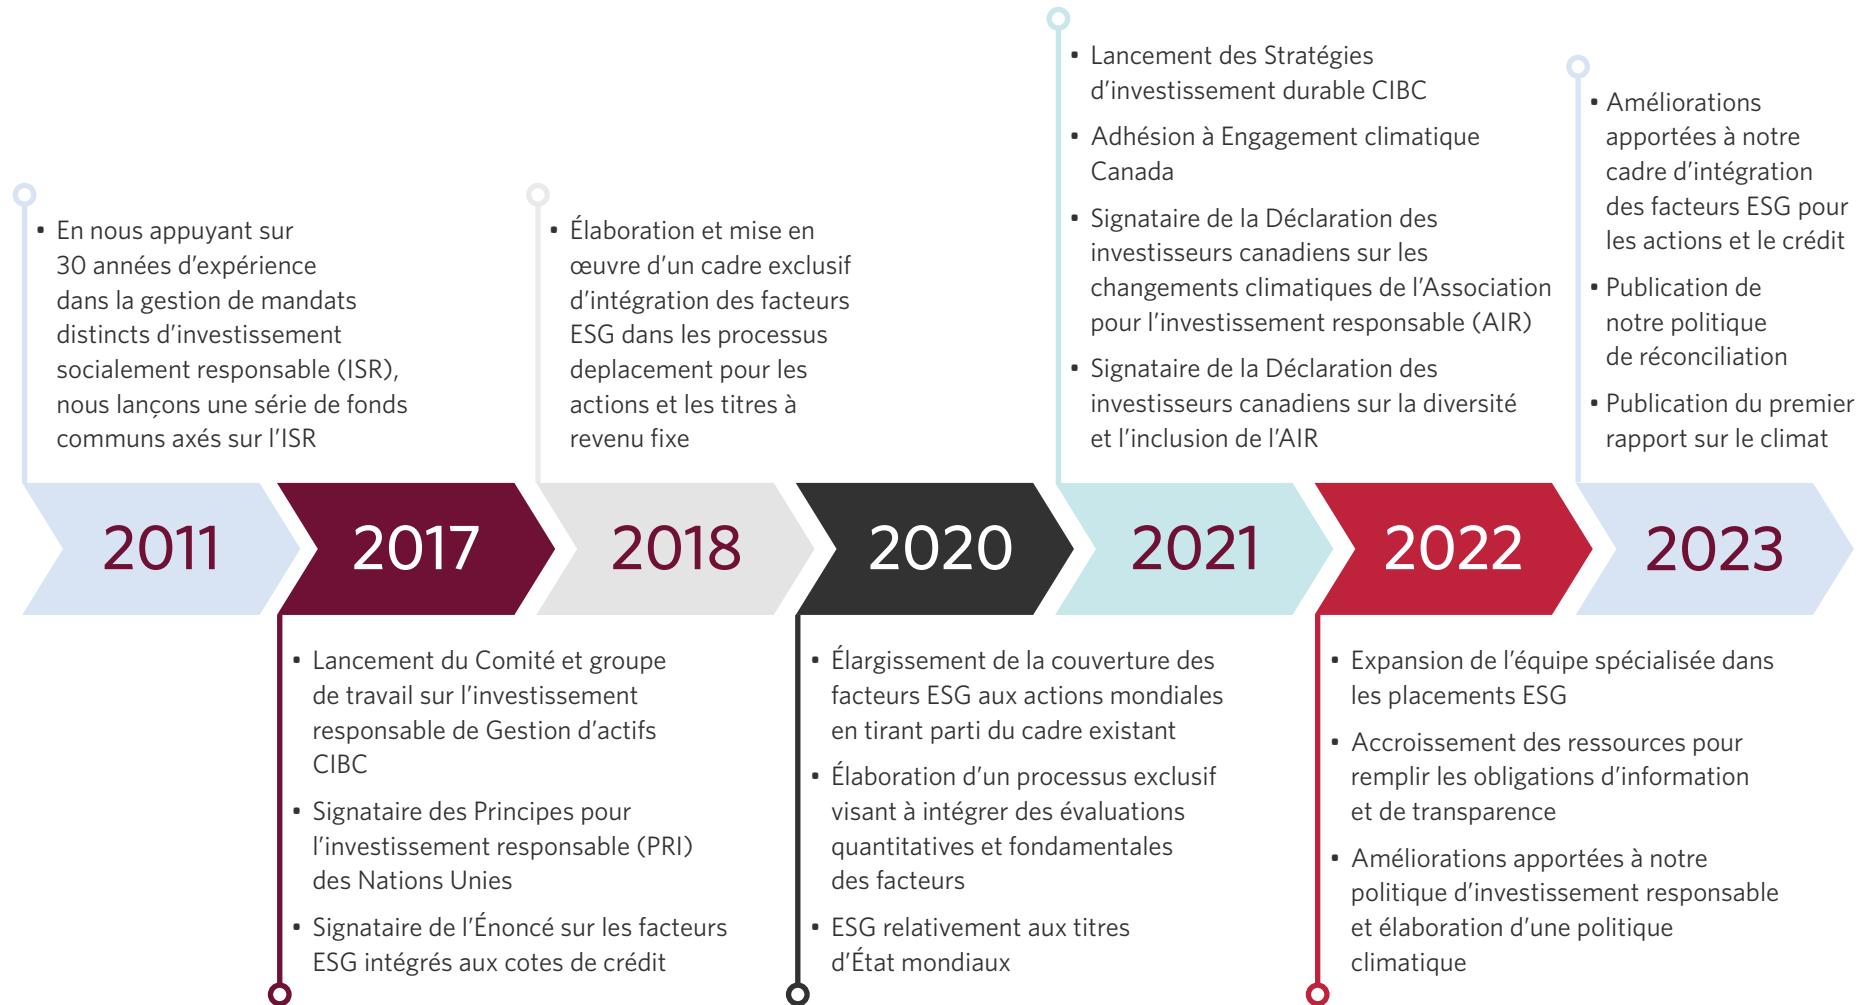 • En nous appuyant sur
30 années d’expérience
dans la gestion de mandats
distincts d’investissement
socialement responsable (ISR),
nous lançons une série de fonds
communs axés sur l’ISR
• Élaboration et mise en
œuvre d’un cadre exclusif
d’intégration des facteurs
ESG dans les processus
deplacement pour les
actions et les titres à
revenu fixe
• Lancement des Stratégies
d’investissement durable CIBC
• Adhésion à Engagement climatique
Canada
• Signataire de la Déclaration des
investisseurs canadiens sur les
changements climatiques de l’Association
pour l’investissement responsable (AIR)
• Signataire de la Déclaration des
investisseurs canadiens sur la diversité
et l’inclusion de l’AIR
• Améliorations
apportées à notre
cadre d’intégration
des facteurs ESG pour
les actions et le crédit
• Publication de
notre politique
de réconciliation
• Publication du premier
rapport sur le climat
2011
2017
2018
2020
2021
2022
2023
• Lancement du Comité et groupe
de travail sur l’investissement
responsable de Gestion d’actifs
CIBC
• Signataire des Principes pour
l’investissement responsable (PRI)
des Nations Unies
• Signataire de l’Énoncé sur les facteurs
ESG intégrés aux cotes de crédit
• Élargissement de la couverture des
facteurs ESG aux actions mondiales
en tirant parti du cadre existant
• Élaboration d’un processus exclusif
visant à intégrer des évaluations
quantitatives et fondamentales
des facteurs
• ESG relativement aux titres
d’État mondiaux
• Expansion de l’équipe spécialisée dans
les placements ESG
• Accroissement des ressources pour
remplir les obligations d’information
et de transparence
• Améliorations apportées à notre
politique d’investissement responsable
et élaboration d’une politique
climatique